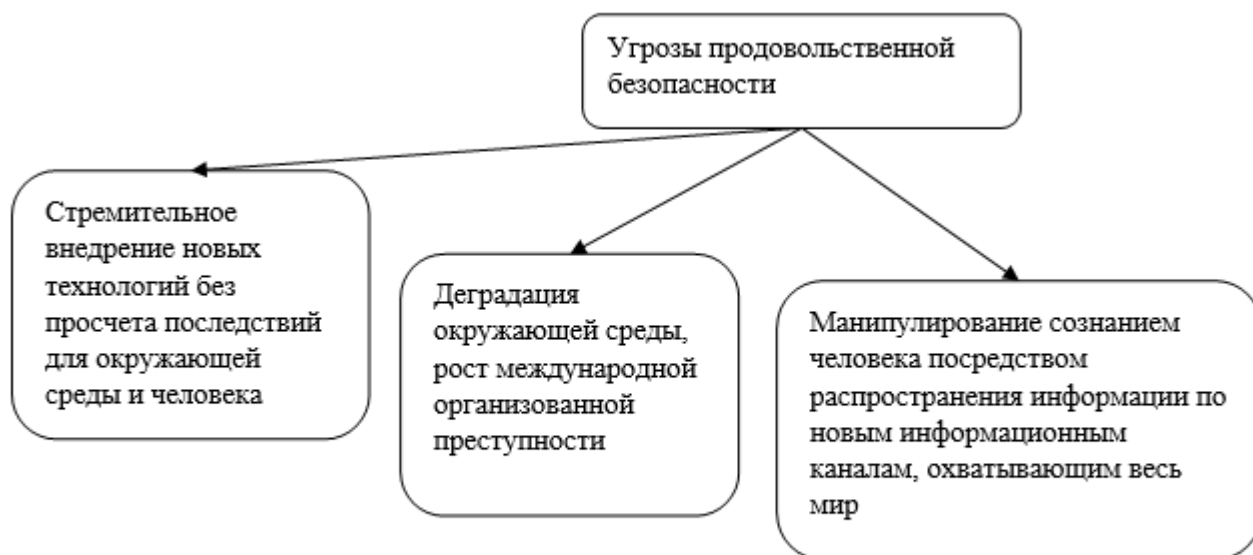 Угрозы продовольственной
безопасности
Стремительное
внедрение новых
технологий без
просчета последствий
для окружающей
среды и человека
Деградация
окружающей среды,
рост международной
организованной
преступности
Манипулирование сознанием
человека посредством
распространения информации по
новым информационным
каналам, охватывающим весь
мир